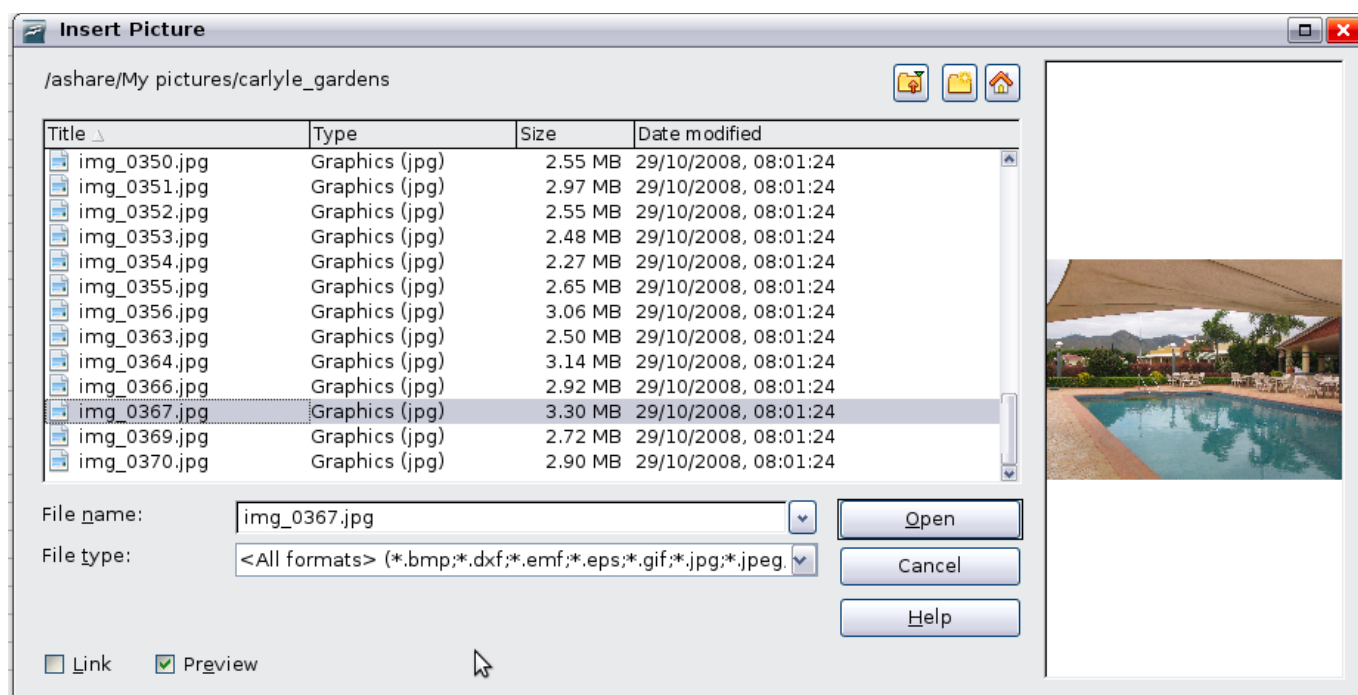 Insert Picture
/ashare/My pictures/carlyle_gardens
Title Type Size Date modified
img_0350.jpg Graphics (jpg) 2.55 MB 29/10/2008, 08:01:24
img_0351.jpg Graphics (jpg) 2.97 MB 29/10/2008, 08:01:24
img_0352.jpg Graphics (jpg) 2.55 MB 29/10/2008, 08:01:24
img_0353.jpg Graphics (jpg) 2.48 MB 29/10/2008, 08:01:24
img_0354.jpg Graphics (jpg) 2.27 MB 29/10/2008, 08:01:24
img_0355.jpg Graphics (jpg) 2.65 MB 29/10/2008, 08:01:24
img_0356.jpg Graphics (jpg) 3.06 MB 29/10/2008, 08:01:24
img_0363.jpg Graphics (jpg) 2.50 MB 29/10/2008, 08:01:24
img_0364.jpg Graphics (jpg) 3.14 MB 29/10/2008, 08:01:24
img_0366.jpg Graphics (jpg) 2.92 MB 29/10/2008, 08:01:24
img_0367.jpg Graphics (jpg) 3.30 MB 29/10/2008, 08:01:24
img_0369.jpg Graphics (jpg) 2.72 MB 29/10/2008, 08:01:24
img_0370.jpg Graphics (jpg) 2.90 MB 29/10/2008, 08:01:24
File name: img_0367.jpg Open
File type: <All formats> (*.bmp;*.dxf;*.emf;*.eps;*.gif;*.jpg;*.jpeg Cancel
Help
Link Preview